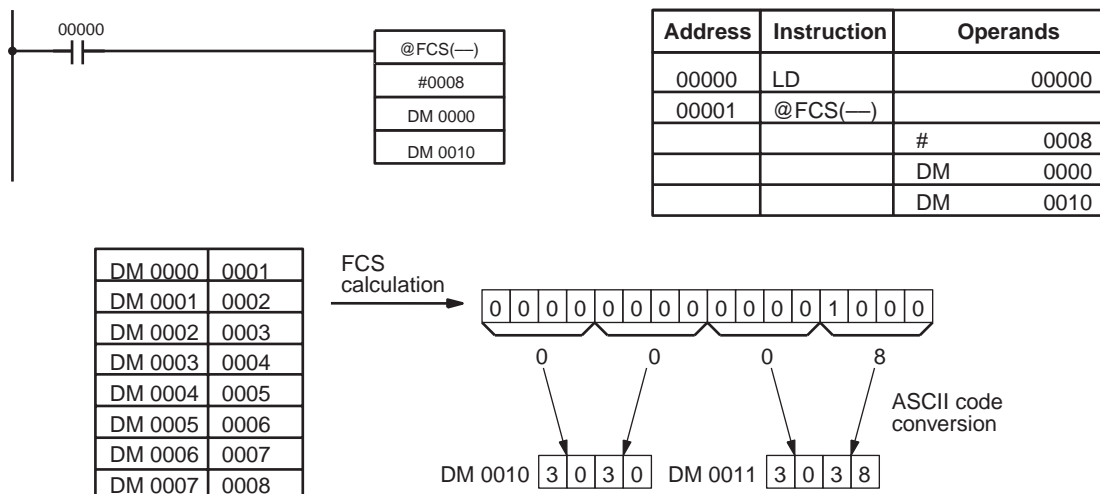 00000
@FCS(––)
#0008
DM 0000
DM 0010
Address Instruction Operands
00000 LD 00000
00001 @FCS(––)
# 0008
DM 0000
DM 0010
DM 0000 0001
DM 0001 0002
DM 0002 0003
DM 0003 0004
DM 0004 0005
DM 0005 0006
DM 0006 0007
DM 0007 0008
FCS
calculation
0 0 0 0 0 0 0 0 0 0 0 0 1 0 0 0
0 0 0 8
ASCII code
conversion
DM 0010 3 0 3 0 DM 0011 3 0 3 8